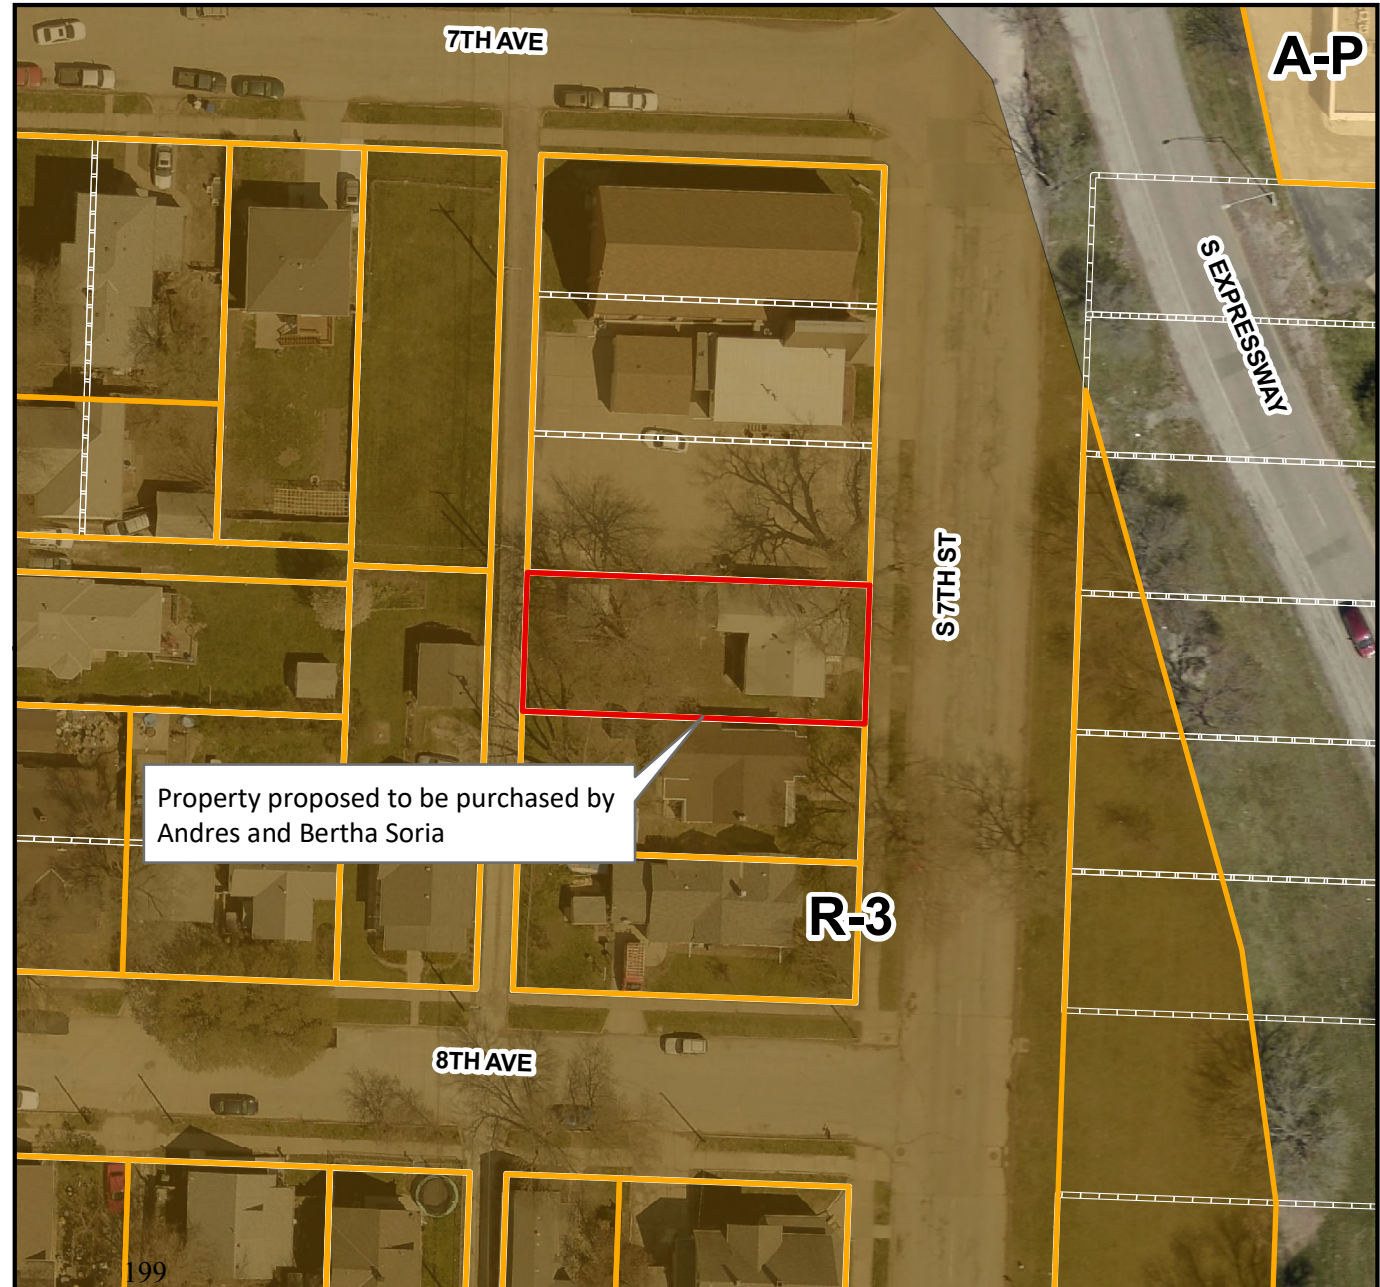 7TH AVE
A-P
S EXPRESSWAY
S 7TH ST
Property proposed to be purchased by
Andres and Bertha Soria
R-3
8TH AVE
199